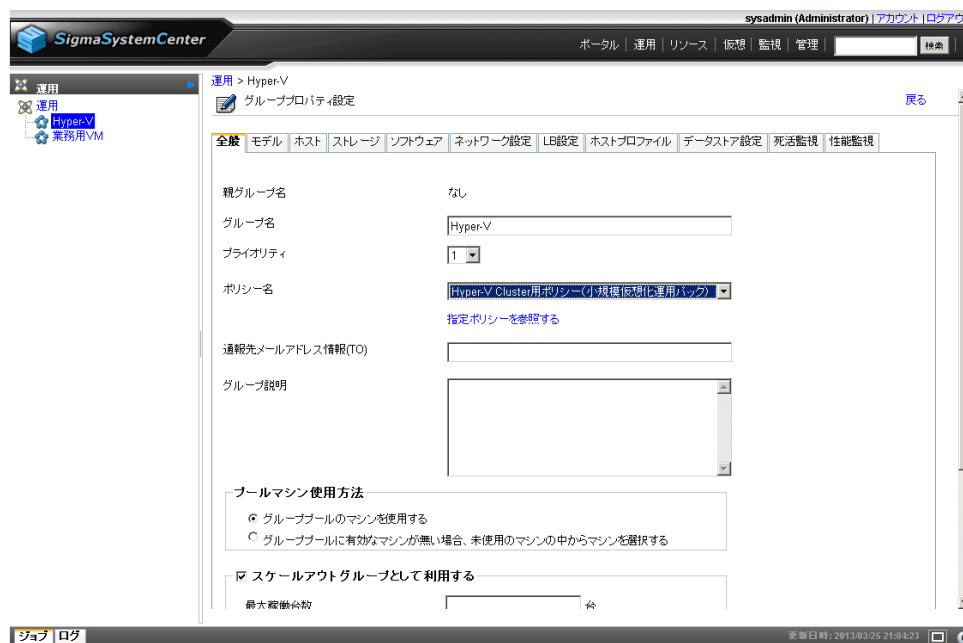 sysadmin (Administrator) | アカウント | ログアウ
SigmaSystemCenter
ポータル | 運用 | リソース | 仮想 | 監視 | 管理 |
検索
運用
運用
Hyper-V
業務用VM
運用 > Hyper-V
グループプロパティ設定
戻る
全般 モデル ホスト ストレージ ソフトウェア ネットワーク設定 LB設定 ホストプロファイル データストア設定 死活監視 性能監視
親グループ名 なし
グループ名 Hyper-V
プライオリティ 1
ポリシー名 Hyper-V Cluster用ポリシー(小規模仮想化運用パック)
指定ポリシーを参照する
通報先メールアドレス情報(TO)
グループ説明
プールマシン使用方法
グループプールのマシンを使用する
グループプールに有効なマシンが無い場合、未使用のマシンの中からマシンを選択する
スケールアウトグループとして利用する
最大稼働台数 台
ジョブ ログ
更新日時: 2013/03/25 21:04:23